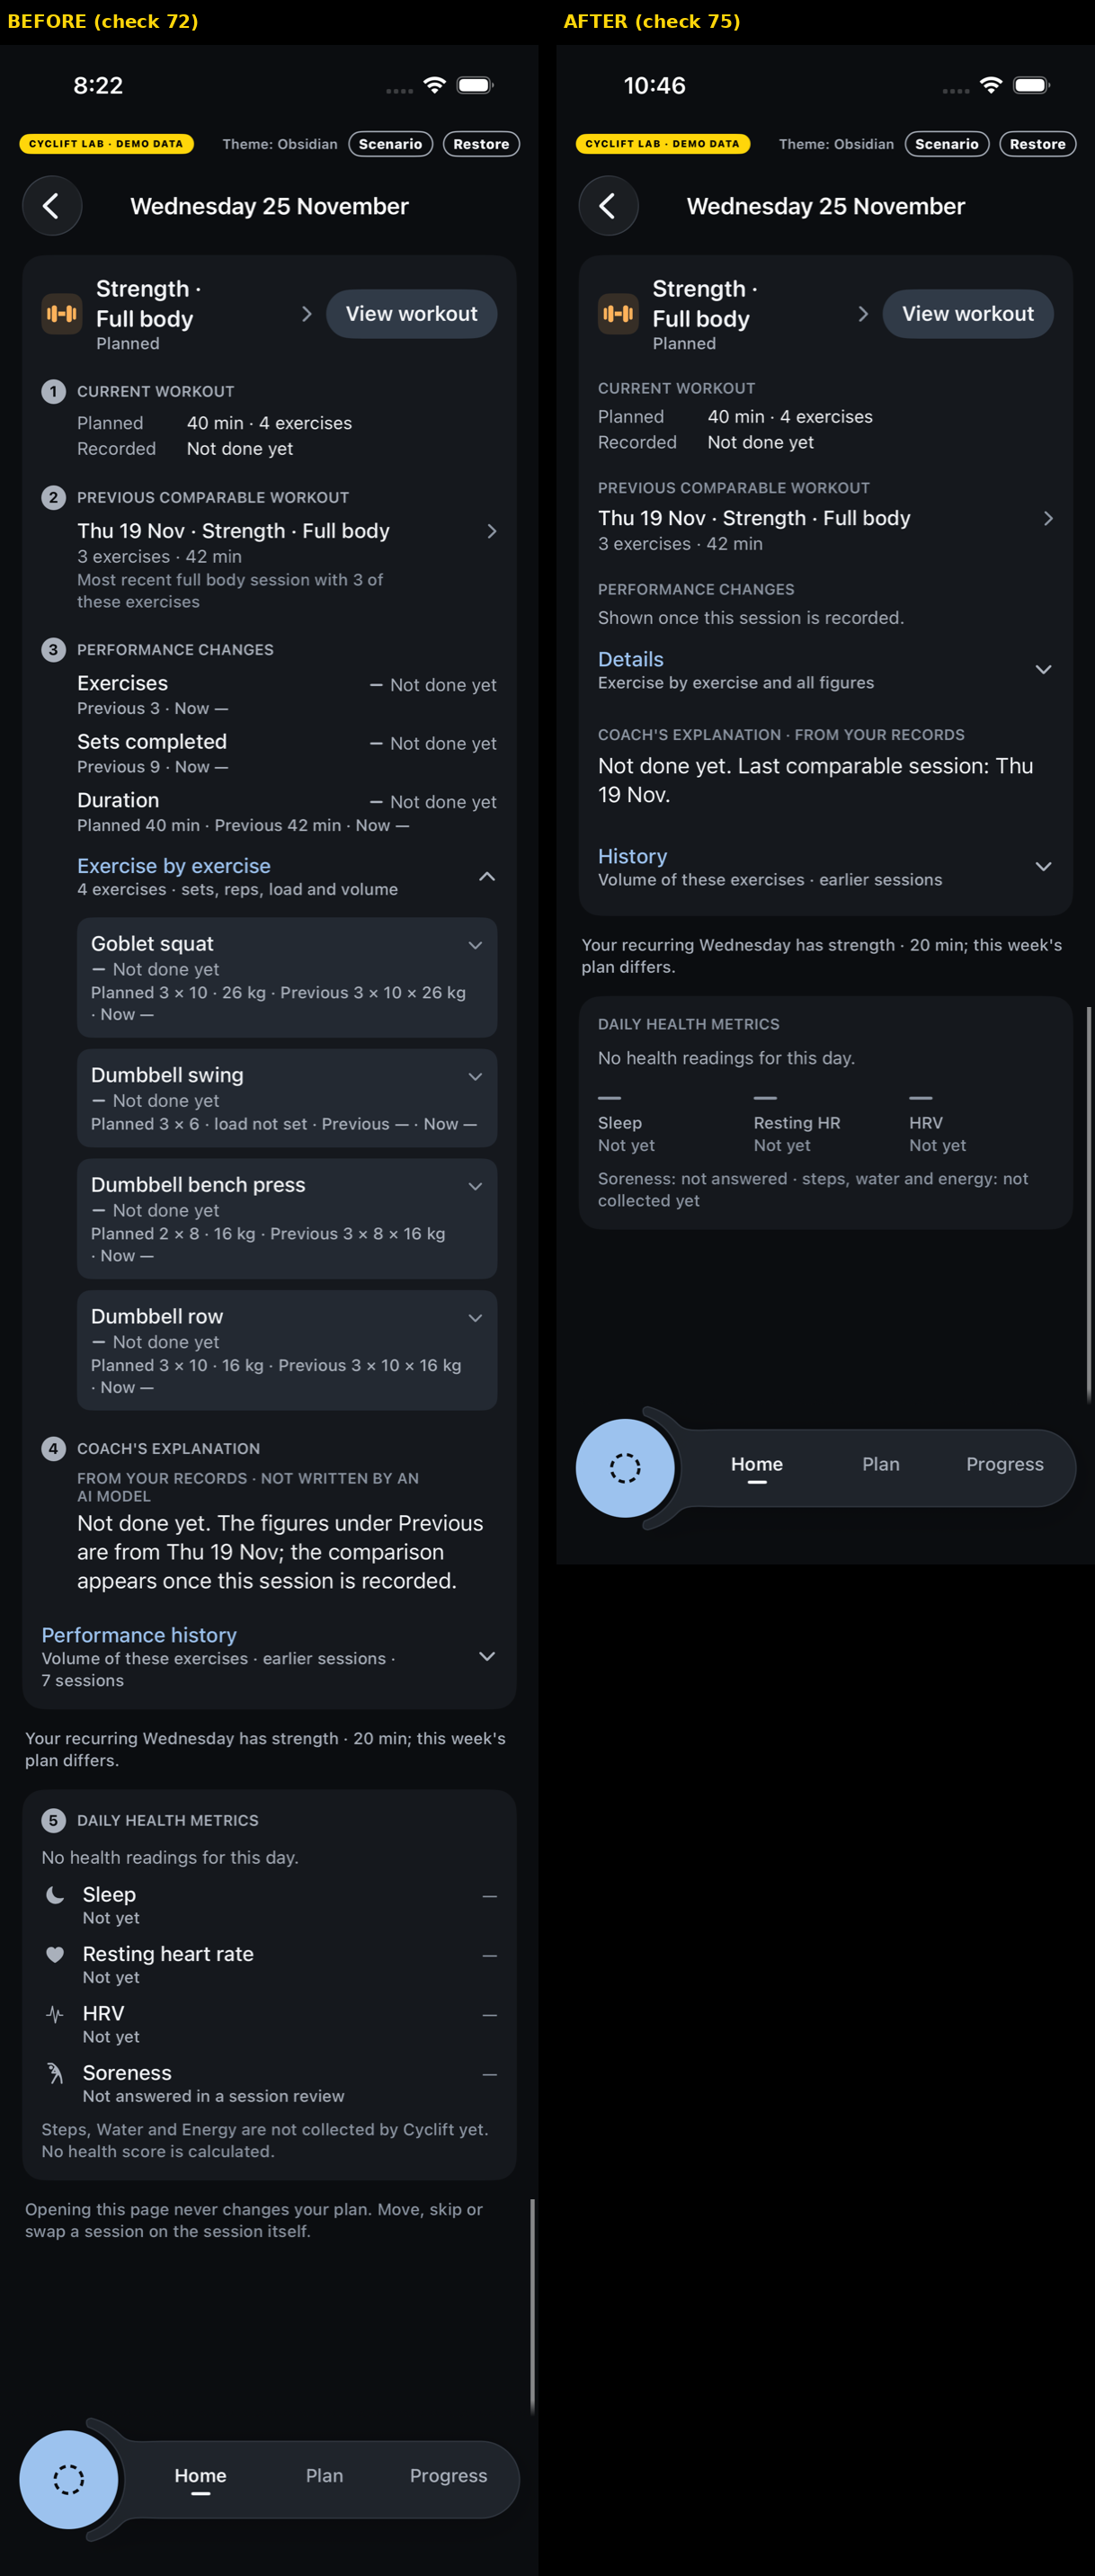 BEFORE (check 72)
8:22
CYCLIFT LAB · DEMO DATA
Theme: Obsidian
Scenario
Restore
Wednesday 25 November
Strength ·
Full body
Planned
View workout
1 CURRENT WORKOUT
Planned 40 min · 4 exercises
Recorded Not done yet
2 PREVIOUS COMPARABLE WORKOUT
Thu 19 Nov · Strength · Full body
3 exercises · 42 min
Most recent full body session with 3 of
these exercises
3 PERFORMANCE CHANGES
Exercises — Not done yet
Previous 3 · Now —
Sets completed — Not done yet
Previous 9 · Now —
Duration — Not done yet
Planned 40 min · Previous 42 min · Now —
Exercise by exercise
4 exercises · sets, reps, load and volume
Goblet squat
— Not done yet
Planned 3 × 10 · 26 kg · Previous 3 × 10 × 26 kg
· Now —
Dumbbell swing
— Not done yet
Planned 3 × 6 · load not set · Previous — · Now —
Dumbbell bench press
— Not done yet
Planned 2 × 8 · 16 kg · Previous 3 × 8 × 16 kg
· Now —
Dumbbell row
— Not done yet
Planned 3 × 10 · 16 kg · Previous 3 × 10 × 16 kg
· Now —
4 COACH'S EXPLANATION
FROM YOUR RECORDS · NOT WRITTEN BY AN
AI MODEL
Not done yet. The figures under Previous
are from Thu 19 Nov; the comparison
appears once this session is recorded.
Performance history
Volume of these exercises · earlier sessions ·
7 sessions
Your recurring Wednesday has strength · 20 min; this week's
plan differs.
5 DAILY HEALTH METRICS
No health readings for this day.
Sleep —
Not yet
Resting heart rate —
Not yet
HRV —
Not yet
Soreness —
Not answered in a session review
Steps, Water and Energy are not collected by Cyclift yet.
No health score is calculated.
Opening this page never changes your plan. Move, skip or
swap a session on the session itself.
Home Plan Progress
AFTER (check 75)
10:46
CYCLIFT LAB · DEMO DATA
Theme: Obsidian
Scenario
Restore
Wednesday 25 November
Strength ·
Full body
Planned
View workout
CURRENT WORKOUT
Planned 40 min · 4 exercises
Recorded Not done yet
PREVIOUS COMPARABLE WORKOUT
Thu 19 Nov · Strength · Full body
3 exercises · 42 min
PERFORMANCE CHANGES
Shown once this session is recorded.
Details
Exercise by exercise and all figures
COACH'S EXPLANATION · FROM YOUR RECORDS
Not done yet. Last comparable session: Thu
19 Nov.
History
Volume of these exercises · earlier sessions
Your recurring Wednesday has strength · 20 min; this week's
plan differs.
DAILY HEALTH METRICS
No health readings for this day.
— — —
Sleep Resting HR HRV
Not yet Not yet Not yet
Soreness: not answered · steps, water and energy: not
collected yet
Home Plan Progress